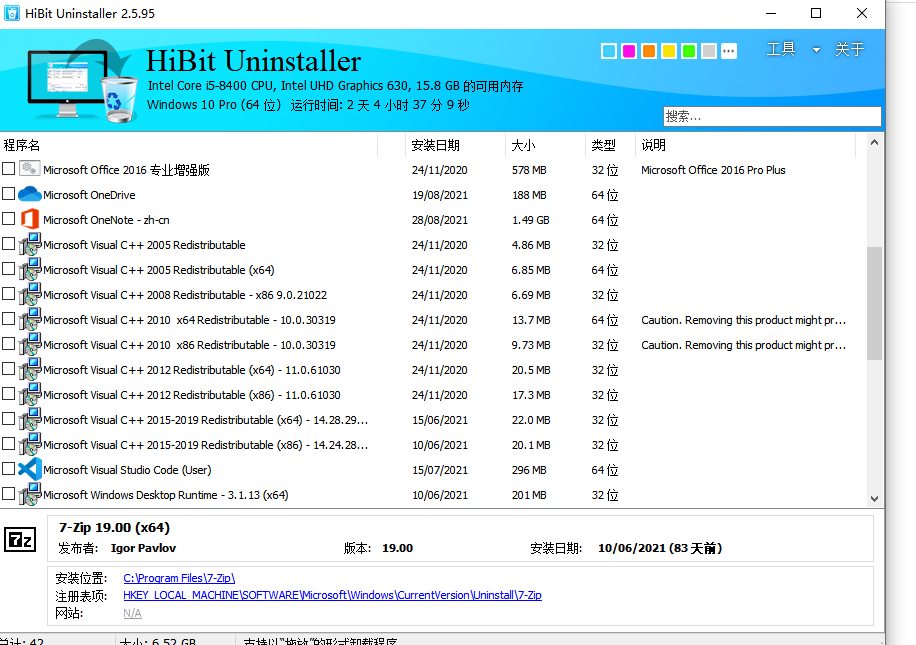 HiBit Uninstaller 2.5.95
HiBit Uninstaller
工具 关于
Intel Core i5-8400 CPU, Intel UHD Graphics 630, 15.8 GB 的可用内存
Windows 10 Pro (64 位) 运行时间: 2 天 4 小时 37 分 9 秒
搜索...
程序名 安装日期 大小 类型 说明
Microsoft Office 2016 专业增强版 24/11/2020 578 MB 32 位 Microsoft Office 2016 Pro Plus
Microsoft OneDrive 19/08/2021 188 MB 64 位
Microsoft OneNote - zh-cn 28/08/2021 1.49 GB 64 位
Microsoft Visual C++ 2005 Redistributable 24/11/2020 4.86 MB 32 位
Microsoft Visual C++ 2005 Redistributable (x64) 24/11/2020 6.85 MB 64 位
Microsoft Visual C++ 2008 Redistributable - x86 9.0.21022 24/11/2020 6.69 MB 32 位
Microsoft Visual C++ 2010 x64 Redistributable - 10.0.30319 24/11/2020 13.7 MB 64 位 Caution. Removing this product might pr...
Microsoft Visual C++ 2010 x86 Redistributable - 10.0.30319 24/11/2020 9.73 MB 32 位 Caution. Removing this product might pr...
Microsoft Visual C++ 2012 Redistributable (x64) - 11.0.61030 24/11/2020 20.5 MB 32 位
Microsoft Visual C++ 2012 Redistributable (x86) - 11.0.61030 24/11/2020 17.3 MB 32 位
Microsoft Visual C++ 2015-2019 Redistributable (x64) - 14.28.29... 15/06/2021 22.0 MB 32 位
Microsoft Visual C++ 2015-2019 Redistributable (x86) - 14.24.28... 10/06/2021 20.1 MB 32 位
Microsoft Visual Studio Code (User) 15/07/2021 296 MB 64 位
Microsoft Windows Desktop Runtime - 3.1.13 (x64) 10/06/2021 201 MB 32 位
7z
7-Zip 19.00 (x64)
发布者: Igor Pavlov 版本: 19.00 安装日期: 10/06/2021 (83 天前)
安装位置: C:\Program Files\7-Zip\
注册表项: HKEY_LOCAL_MACHINE\SOFTWARE\Microsoft\Windows\CurrentVersion\Uninstall\7-Zip
网站: N/A
总计: 42 大小: 6.52 GB 支持以“拖放”的形式卸载程序